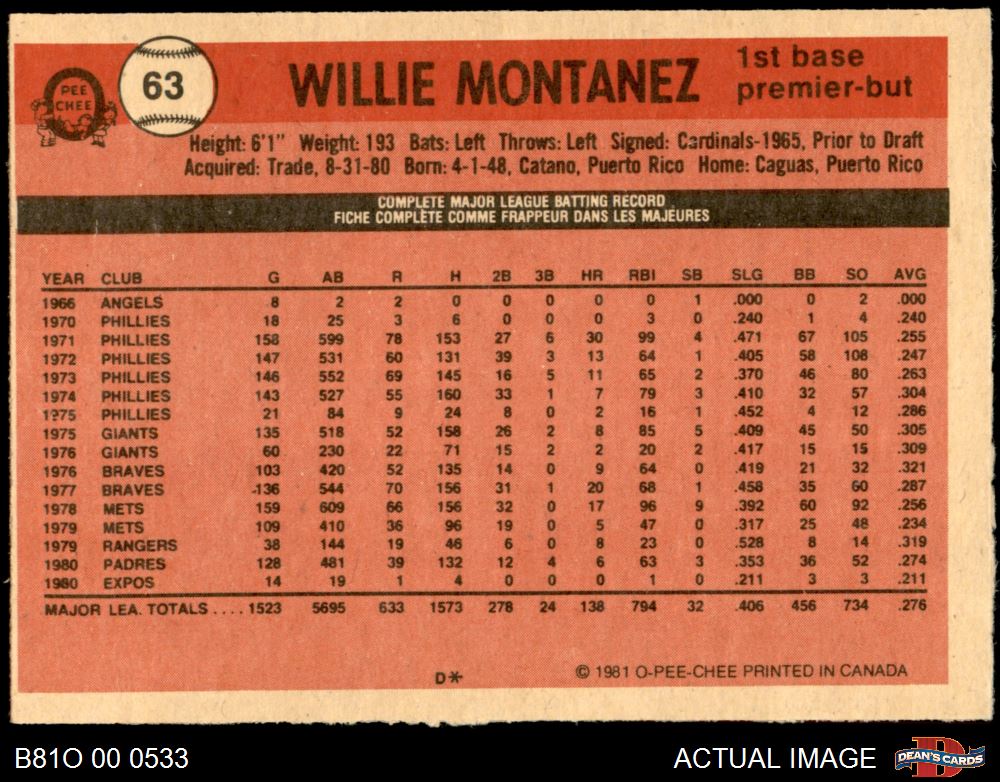 PEE
CHEE
63
WILLIE MONTANEZ
1st base
premier-but
Height: 6'1" Weight: 193 Bats: Left Throws: Left Signed: Cardinals-1965, Prior to Draft
Acquired: Trade, 8-31-80 Born: 4-1-48, Catano, Puerto Rico Home: Caguas, Puerto Rico
COMPLETE MAJOR LEAGUE BATTING RECORD
FICHE COMPLÈTE COMME FRAPPEUR DANS LES MAJEURES
YEAR CLUB G AB R H 2B 3B HR RBI SB SLG BB SO AVG
1966 ANGELS 8 2 2 0 0 0 0 0 1 .000 0 2 .000
1970 PHILLIES 18 25 3 6 0 0 0 3 0 .240 1 4 .240
1971 PHILLIES 158 599 78 153 27 6 30 99 4 .471 67 105 .255
1972 PHILLIES 147 531 60 131 39 3 13 64 1 .405 58 108 .247
1973 PHILLIES 146 552 69 145 16 5 11 65 2 .370 46 80 .263
1974 PHILLIES 143 527 55 160 33 1 7 79 3 .410 32 57 .304
1975 PHILLIES 21 84 9 24 8 0 2 16 1 .452 4 12 .286
1975 GIANTS 135 518 52 158 26 2 8 85 5 .409 45 50 .305
1976 GIANTS 60 230 22 71 15 2 2 20 2 .417 15 15 .309
1976 BRAVES 103 420 52 135 14 0 9 64 0 .419 21 32 .321
1977 BRAVES 136 544 70 156 31 1 20 68 1 .458 35 60 .287
1978 METS 159 609 66 156 32 0 17 96 9 .392 60 92 .256
1979 METS 109 410 36 96 19 0 5 47 0 .317 25 48 .234
1979 RANGERS 38 144 19 46 6 0 8 23 0 .528 8 14 .319
1980 PADRES 128 481 39 132 12 4 6 63 3 .353 36 52 .274
1980 EXPOS 14 19 1 4 0 0 0 1 0 .211 3 3 .211
MAJOR LEA. TOTALS .... 1523 5695 633 1573 278 24 138 794 32 .406 456 734 .276
D*
© 1981 O-PEE-CHEE PRINTED IN CANADA
B81O 00 0533
ACTUAL IMAGE
D
DEAN'S CARDS